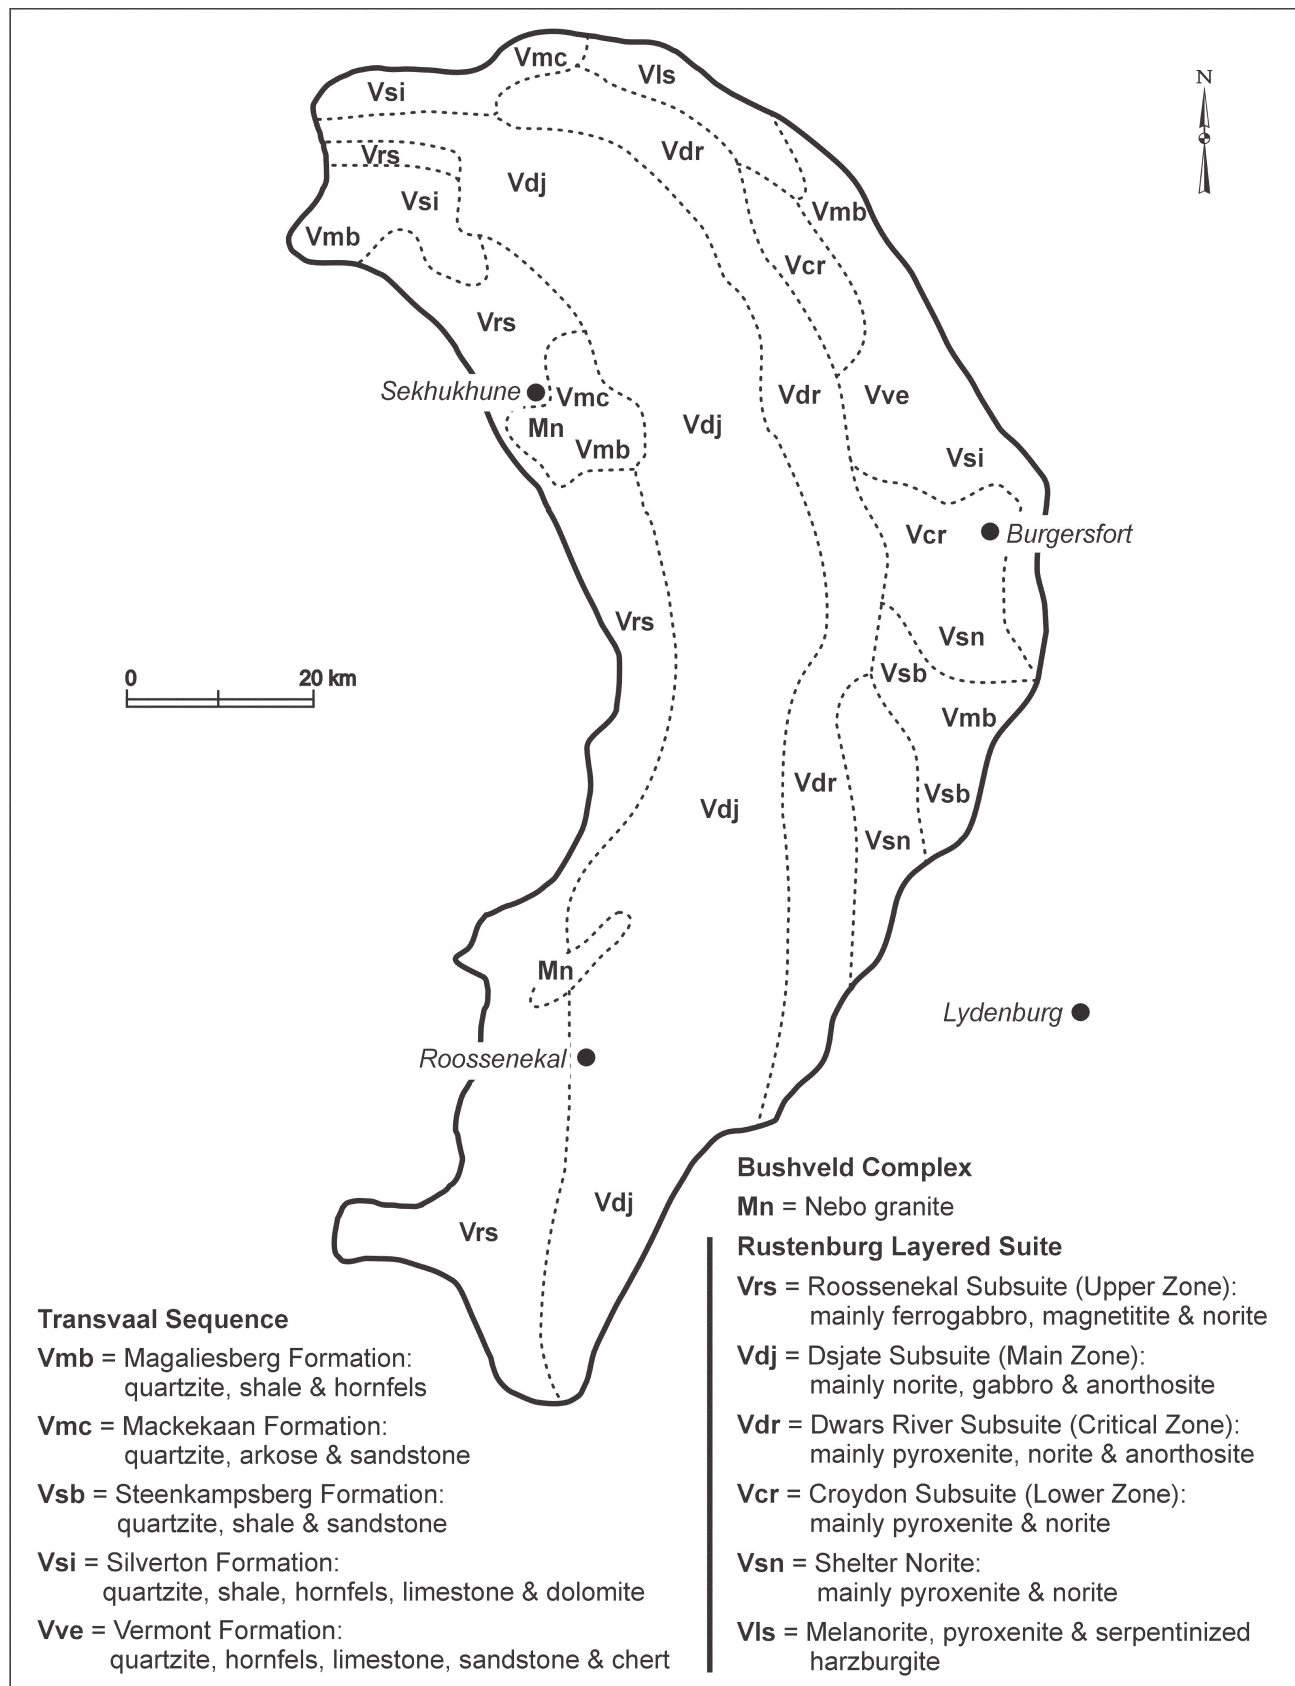 Vmc
Vls
N
Vsi
Vrs
Vdr
Vdj
Vsi
Vmb
Vmb
Vcr
Vrs
Sekhukhune
Vmc
Vdr
Vve
Mn
Vdj
Vmb
Vsi
Vcr
Burgersfort
Vrs
Vsn
0 20 km
Vsb
Vmb
Vdr
Vsb
Vdj
Vsn
Mn
Lydenburg
Roossenekal
Vdj
Vrs
Transvaal Sequence
Vmb = Magaliesberg Formation:
quartzite, shale & hornfels
Vmc = Mackekaan Formation:
quartzite, arkose & sandstone
Vsb = Steenkampsberg Formation:
quartzite, shale & sandstone
Vsi = Silverton Formation:
quartzite, shale, hornfels, limestone & dolomite
Vve = Vermont Formation:
quartzite, hornfels, limestone, sandstone & chert
Bushveld Complex
Mn = Nebo granite
Rustenburg Layered Suite
Vrs = Roossenekal Subsuite (Upper Zone):
mainly ferrogabbro, magnetitite & norite
Vdj = Dsjate Subsuite (Main Zone):
mainly norite, gabbro & anorthosite
Vdr = Dwars River Subsuite (Critical Zone):
mainly pyroxenite, norite & anorthosite
Vcr = Croydon Subsuite (Lower Zone):
mainly pyroxenite & norite
Vsn = Shelter Norite:
mainly pyroxenite & norite
Vls = Melanorite, pyroxenite & serpentinized
harzburgite